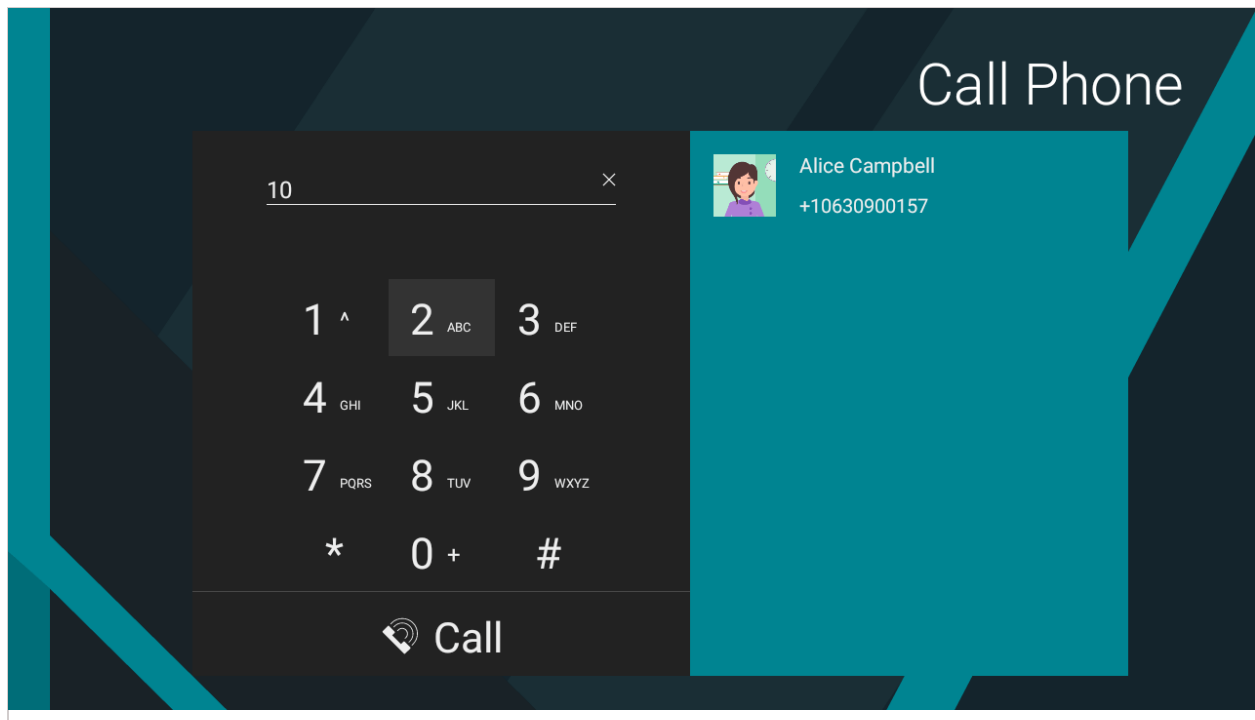 Call Phone
10 ×
1 ^ 2 ABC 3 DEF
4 GHI 5 JKL 6 MNO
7 PQRS 8 TUV 9 WXYZ
* 0 + #
Call
Alice Campbell
+10630900157